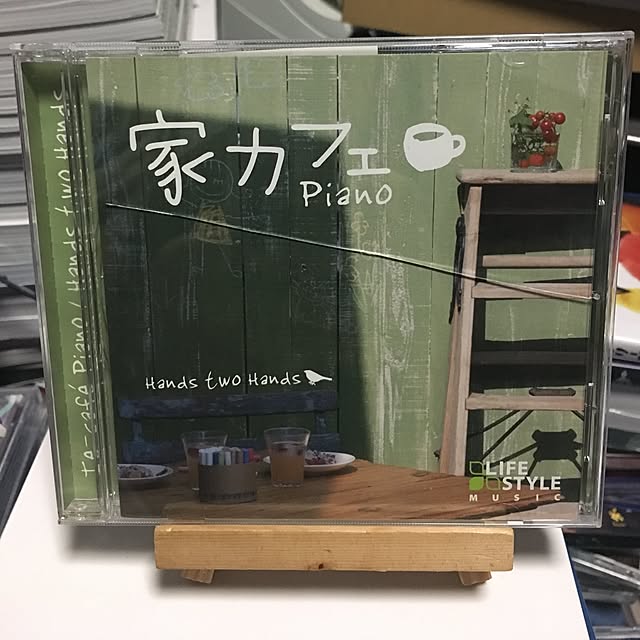 家カフェ
Piano
Hands two Hands
LIFE
STYLE
MUSIC
Ie-café Piano / Hands two Hands